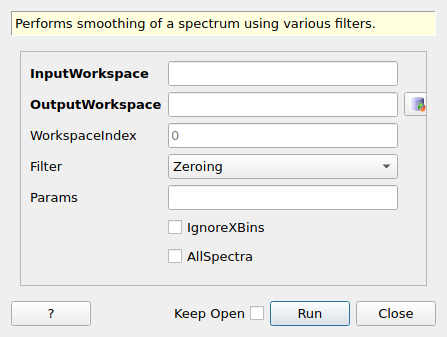 Performs smoothing of a spectrum using various filters.
InputWorkspace
OutputWorkspace
WorkspaceIndex 0
Filter Zeroing
Params
IgnoreXBins
AllSpectra
? Keep Open Run Close